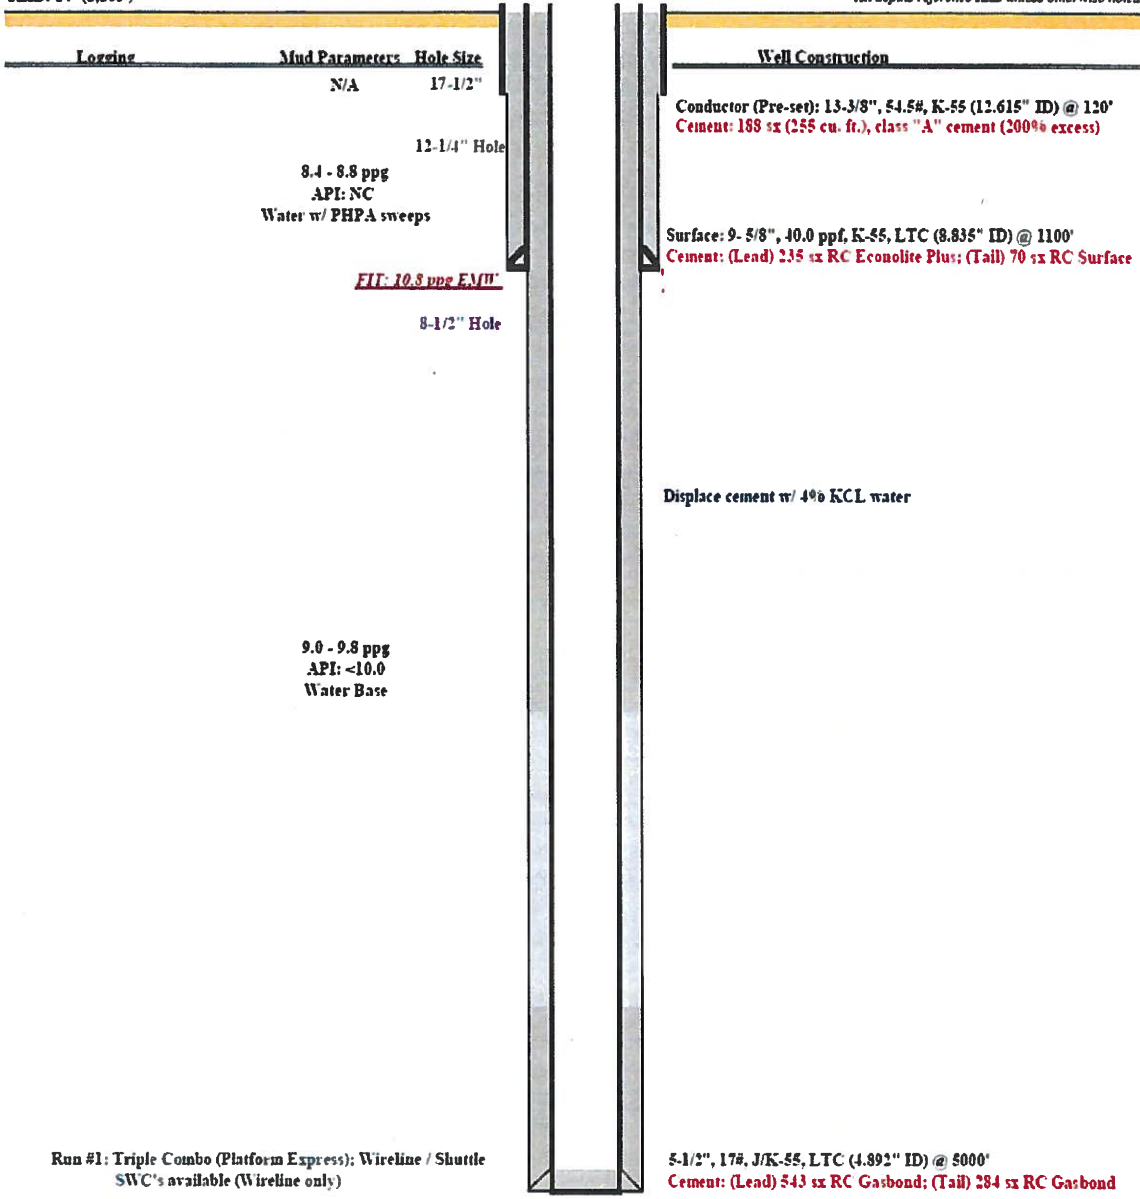 Logging Mud Parameters Hole Size
Well Construction
N/A 17-1/2"
Conductor (Pre-set): 13-3/8", 54.5#, K-55 (12.615" ID) @ 120'
Cement: 188 sx (255 cu. ft.), class "A" cement (200% excess)
12-1/4" Hole
8.4 - 8.8 ppg
API: NC
Water w/ PHPA sweeps
Surface: 9- 5/8", 40.0 ppf, K-55, LTC (8.835" ID) @ 1100'
Cement: (Lead) 235 sx RC Econolite Plus; (Tail) 70 sx RC Surface
FIT: 10.8 ppg EMW
8-1/2" Hole
Displace cement w/ 4% KCL water
9.0 - 9.8 ppg
API: <10.0
Water Base
Run #1: Triple Combo (Platform Express); Wireline / Shuttle
SWC's available (Wireline only)
5-1/2", 17#, J/K-55, LTC (4.892" ID) @ 5000'
Cement: (Lead) 543 sx RC Gasbond; (Tail) 284 sx RC Gasbond